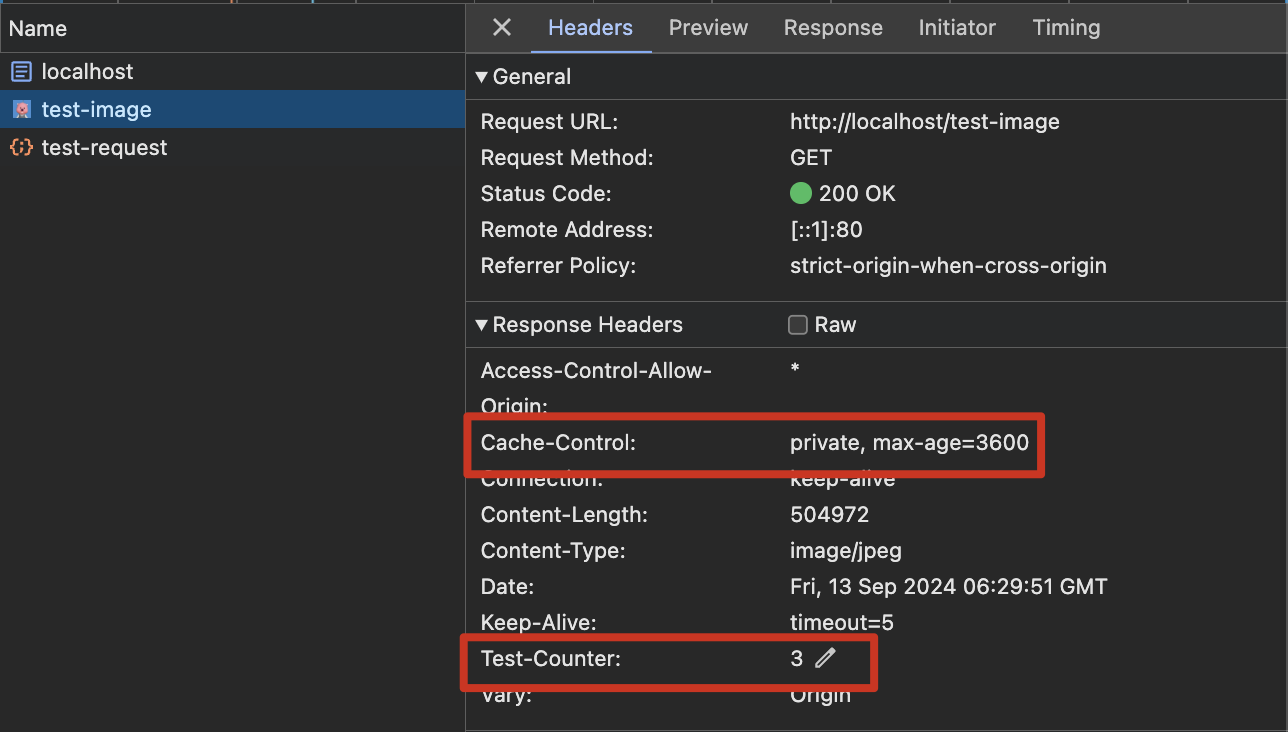 Name
localhost
test-image
test-request
Headers Preview Response Initiator Timing
General
Request URL: http://localhost/test-image
Request Method: GET
Status Code: 200 OK
Remote Address: [::1]:80
Referrer Policy: strict-origin-when-cross-origin
Response Headers Raw
Access-Control-Allow- *
Origin:
Cache-Control: private, max-age=3600
Connection: keep-alive
Content-Length: 504972
Content-Type: image/jpeg
Date: Fri, 13 Sep 2024 06:29:51 GMT
Keep-Alive: timeout=5
Test-Counter: 3
Vary: Origin